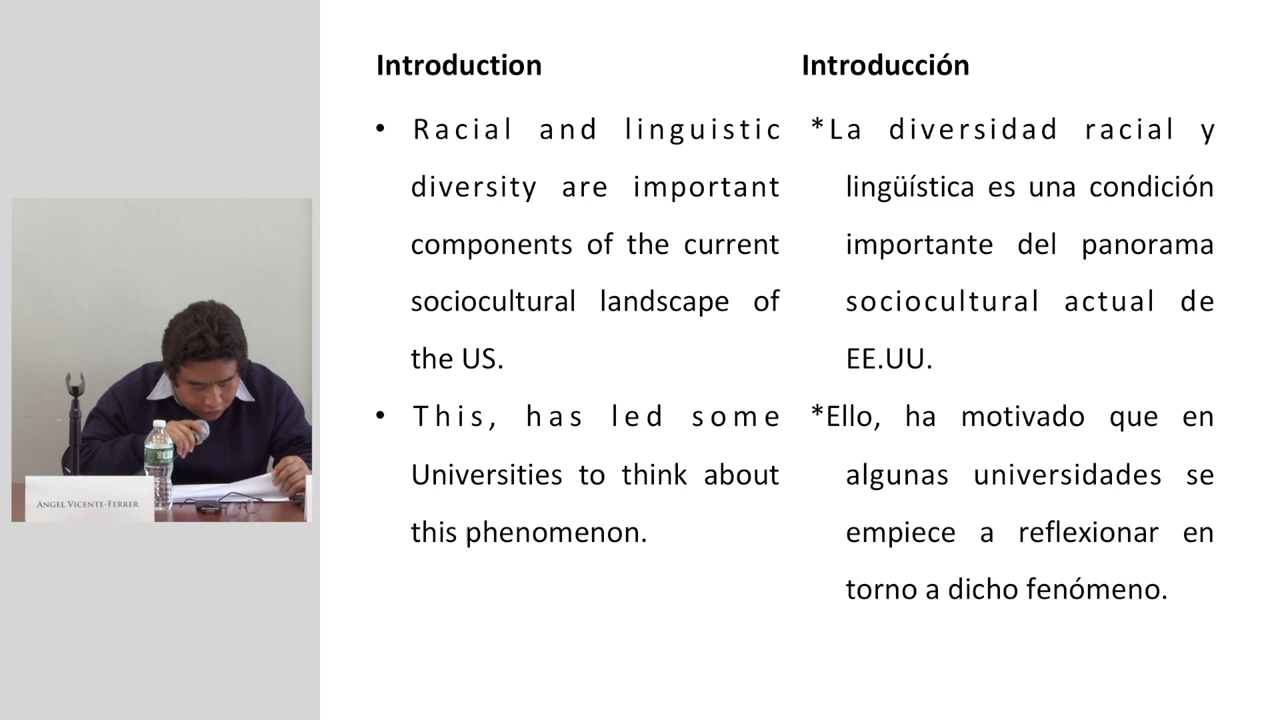 Introduction
• Racial and linguistic
diversity are important
components of the current
sociocultural landscape of
the US.
• This, has led some
Universities to think about
this phenomenon.
Introducción
*La diversidad racial y
lingüística es una condición
importante del panorama
sociocultural actual de
EE.UU.
*Ello, ha motivado que en
algunas universidades se
empiece a reflexionar en
torno a dicho fenómeno.
ANGEL VICENTE-FERRER